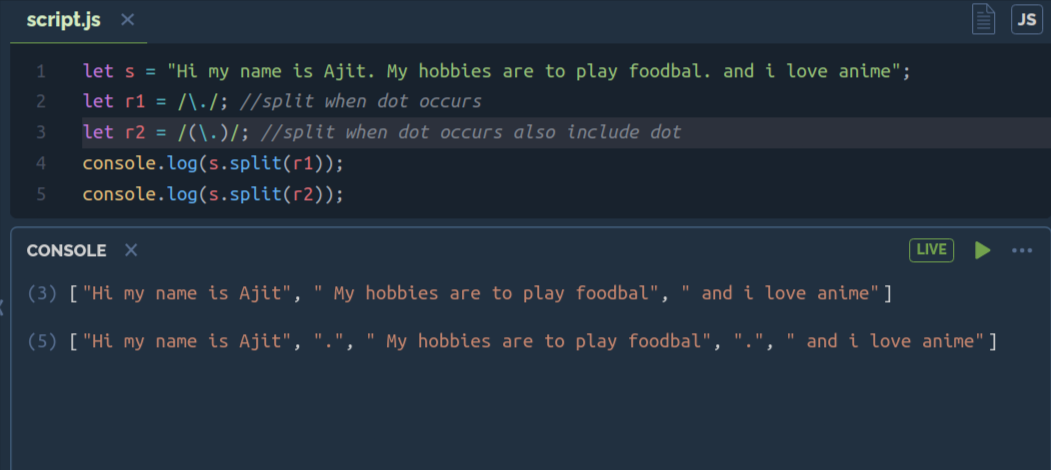 script.js ×
JS
1 let s = "Hi my name is Ajit. My hobbies are to play foodbal. and i love anime";
2 let r1 = /\./; //split when dot occurs
3 let r2 = /(\.)/; //split when dot occurs also include dot
4 console.log(s.split(r1));
5 console.log(s.split(r2));
CONSOLE ×
LIVE
(3) ["Hi my name is Ajit", " My hobbies are to play foodbal", " and i love anime"]
(5) ["Hi my name is Ajit", ".", " My hobbies are to play foodbal", ".", " and i love anime"]